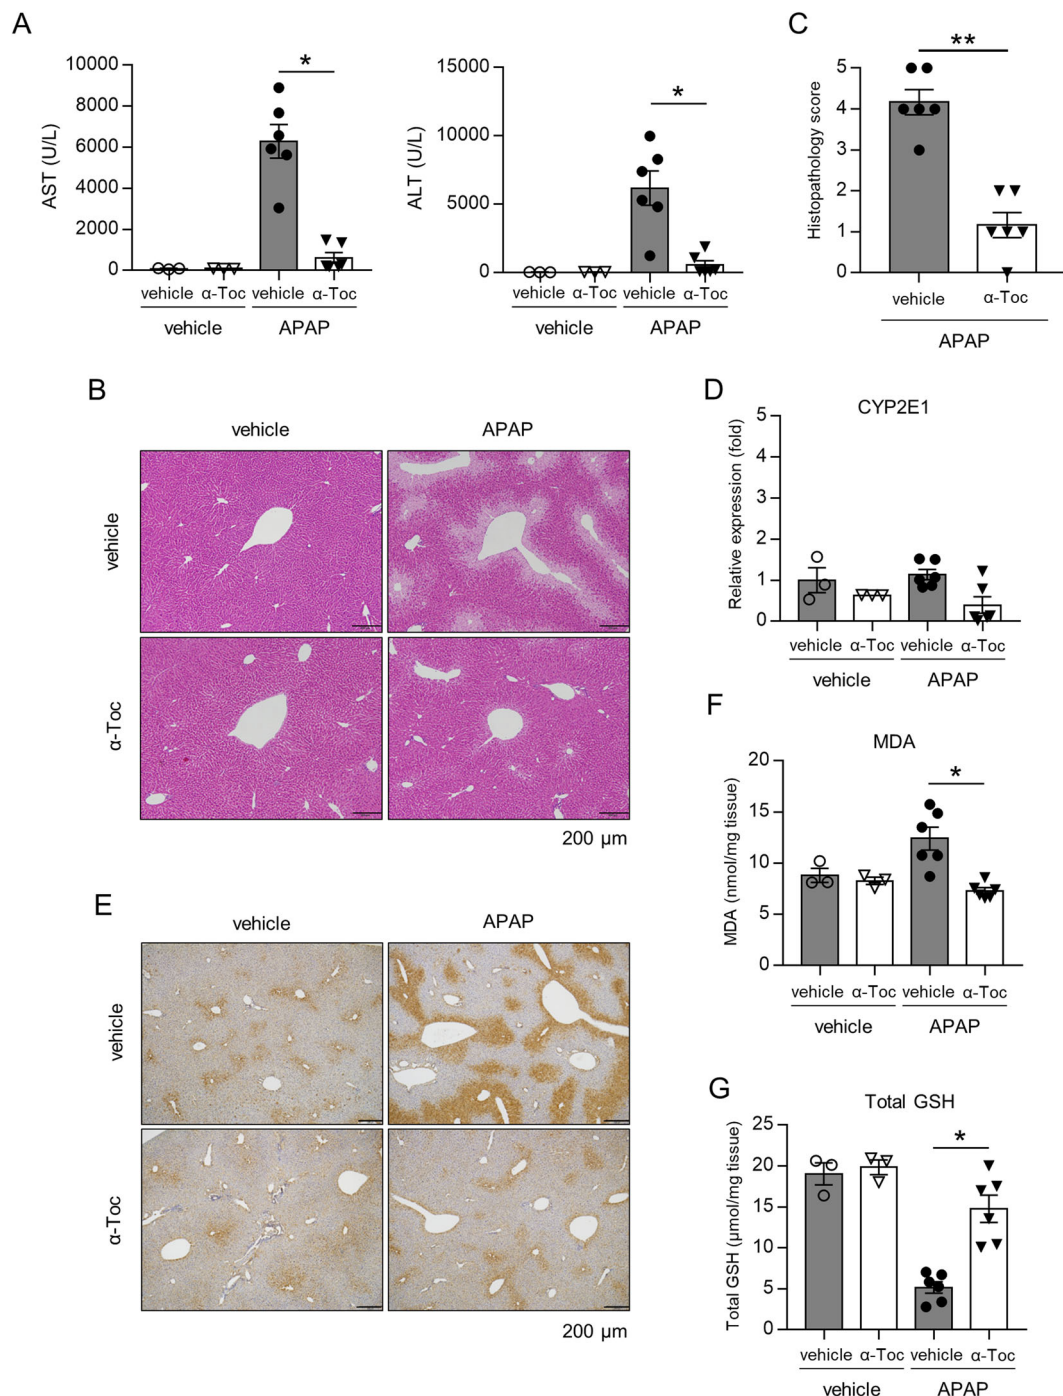 A
AST (U/L)
10000
8000
6000
4000
2000
0
*
vehicle α-Toc vehicle α-Toc
vehicle APAP
ALT (U/L)
15000
10000
5000
0
*
vehicle α-Toc vehicle α-Toc
vehicle APAP
C
Histopathology score
5
4
3
2
1
0
**
vehicle α-Toc
APAP
B
vehicle APAP
vehicle
α-Toc
200 μm
D
CYP2E1
Relative expression (fold)
5
4
3
2
1
0
vehicle α-Toc vehicle α-Toc
vehicle APAP
E
vehicle APAP
vehicle
α-Toc
200 μm
F
MDA
MDA (nmol/mg tissue)
20
15
10
5
0
*
vehicle α-Toc vehicle α-Toc
vehicle APAP
G
Total GSH
Total GSH (μmol/mg tissue)
25
20
15
10
5
0
*
vehicle α-Toc vehicle α-Toc
vehicle APAP